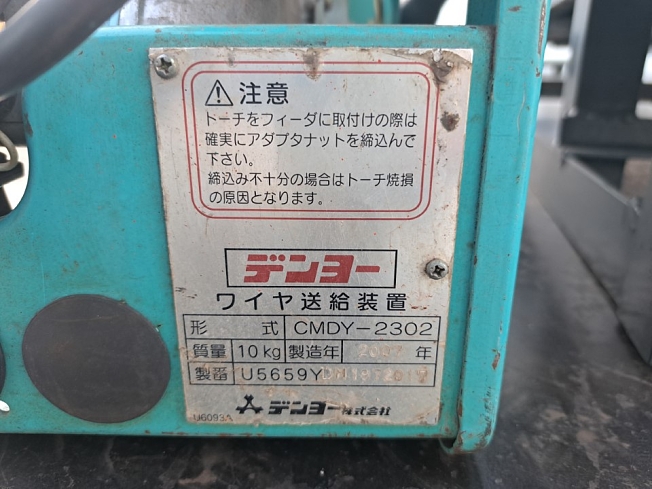 ⚠注意
トーチをフィーダに取付けの際は
確実にアダプタナットを締込んで
下さい。
締込み不十分の場合はトーチ焼損
の原因となります。
デンヨー
ワイヤ送給装置
形 式 CMDY-2302
質量 10kg 製造年 年
製番 U5659Y
U6093A デンヨー株式会社